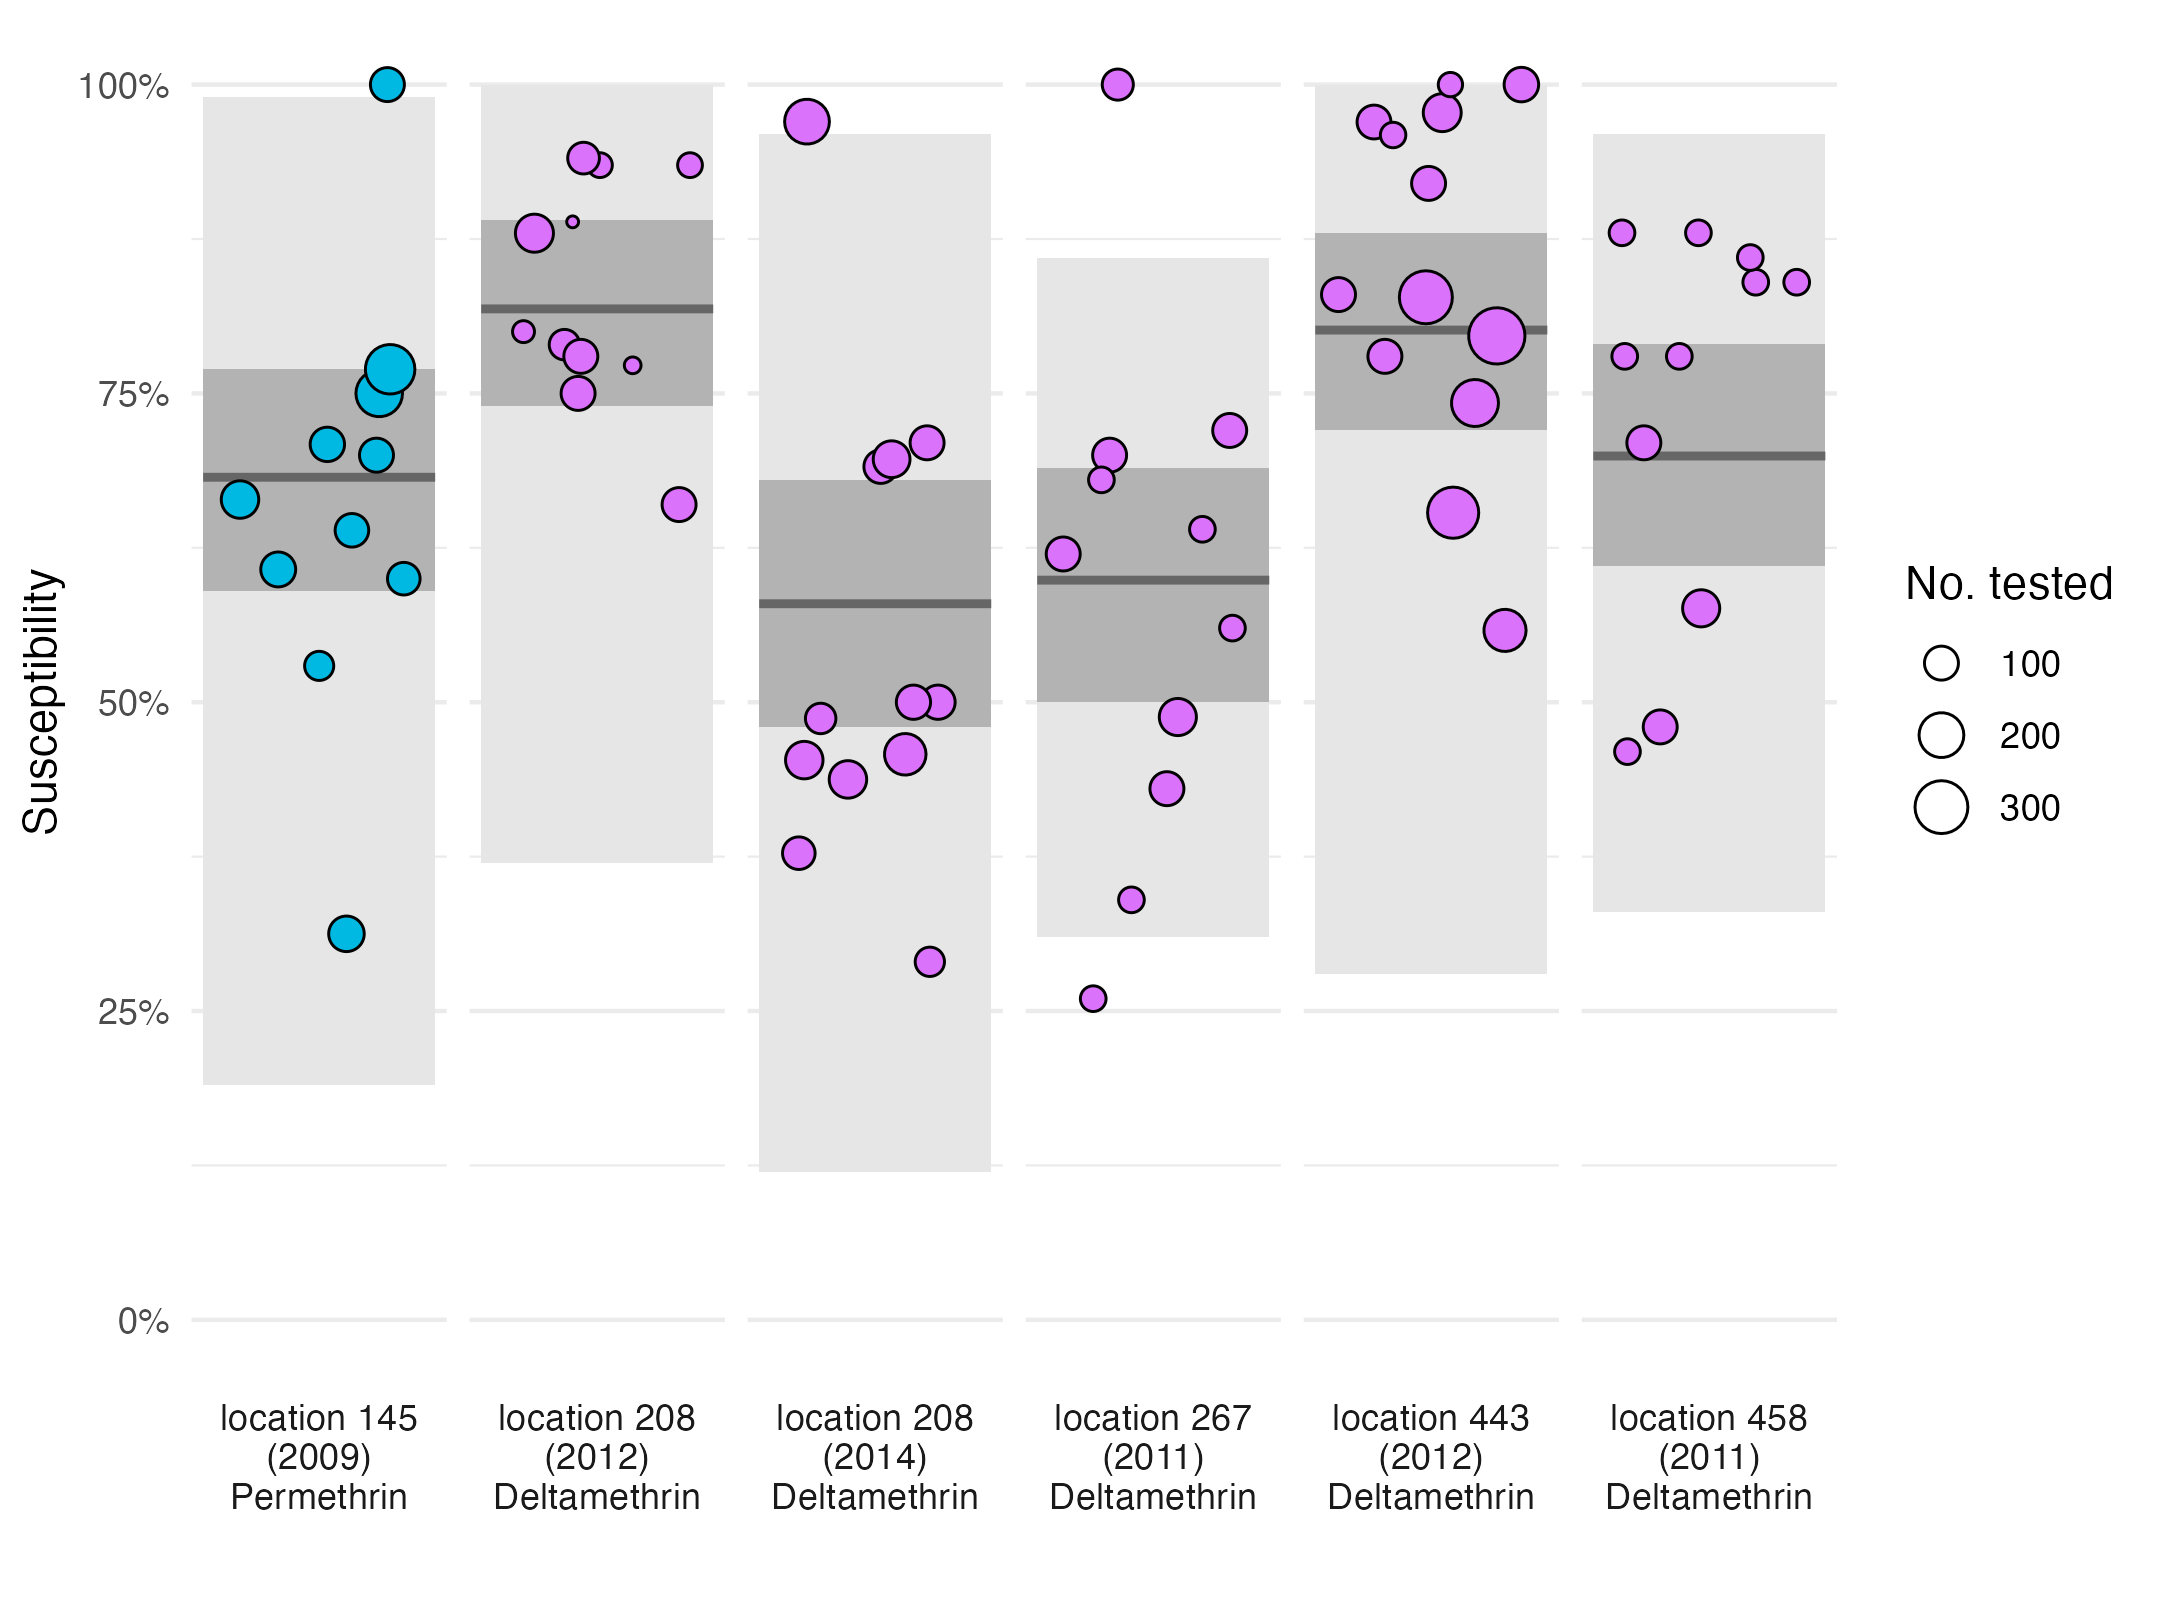 100%
75%
50%
25%
0%
Susceptibility
No. tested
100
200
300
location 145
(2009)
Permethrin
location 208
(2012)
Deltamethrin
location 208
(2014)
Deltamethrin
location 267
(2011)
Deltamethrin
location 443
(2012)
Deltamethrin
location 458
(2011)
Deltamethrin